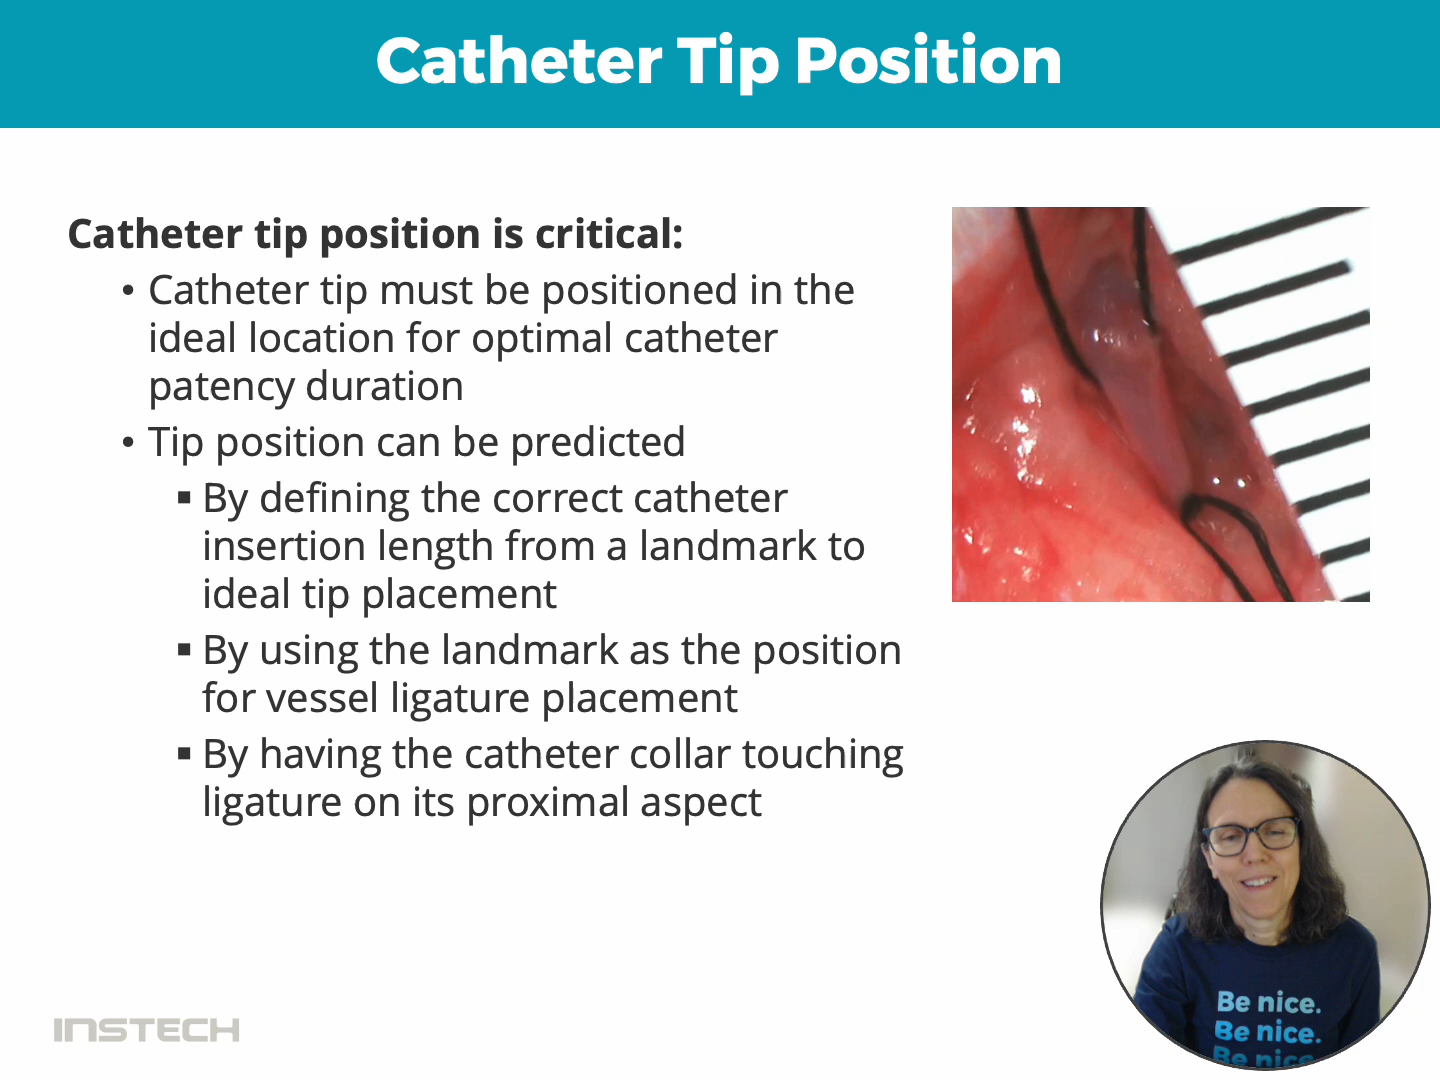 Catheter Tip Position
Catheter tip position is critical:
• Catheter tip must be positioned in the
ideal location for optimal catheter
patency duration
• Tip position can be predicted
▪ By defining the correct catheter
insertion length from a landmark to
ideal tip placement
▪ By using the landmark as the position
for vessel ligature placement
▪ By having the catheter collar touching
ligature on its proximal aspect
INSTECH
Be nice.
Be nice.
Be nice.